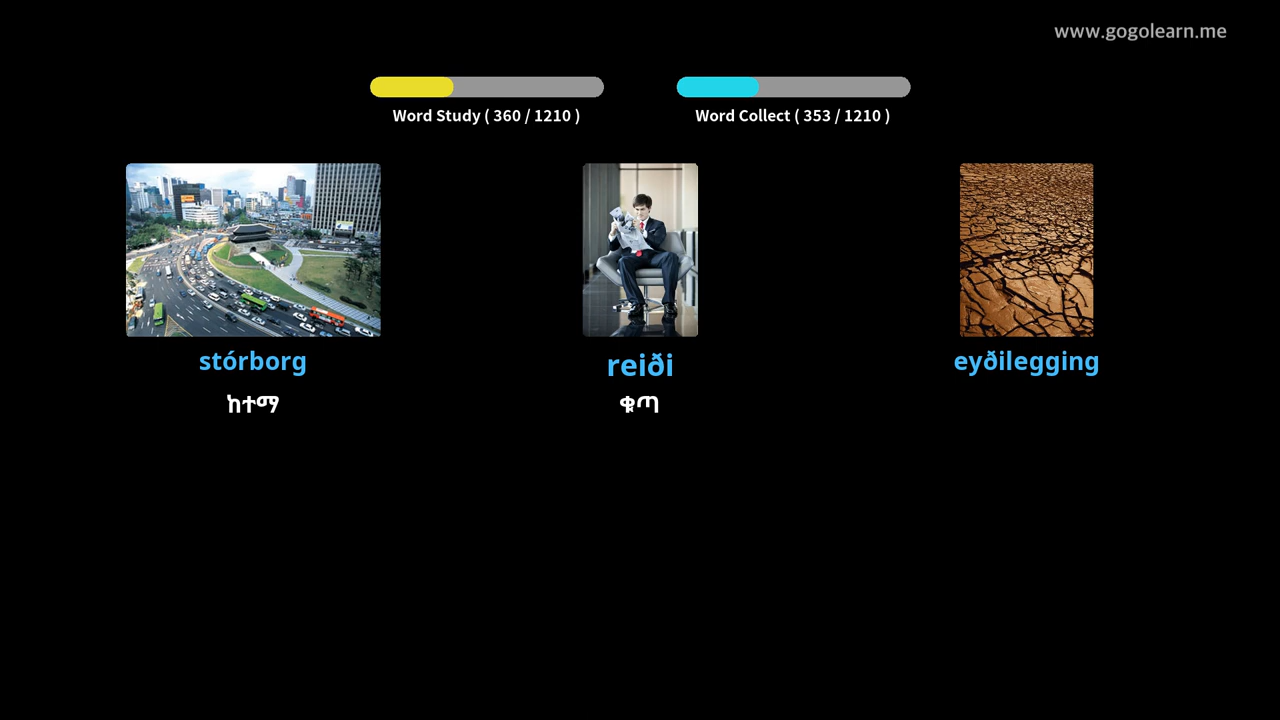 www.gogolearn.me
Word Study ( 360 / 1210 )
Word Collect ( 353 / 1210 )
stórborg
reiði
eyðilegging
ከተማ
ቁጣ